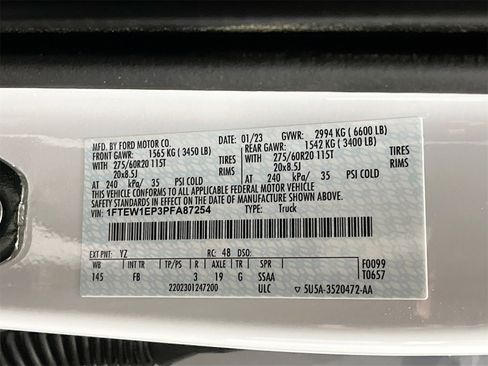 MFD. BY FORD MOTOR CO. DATE: 01/23 GVWR: 2994 KG ( 6600 LB)
FRONT GAWR: 1565 KG ( 3450 LB) REAR GAWR: 1542 KG ( 3400 LB)
275/60R20 115T TIRES 275/60R20 115T TIRES
20x8.5J RIMS 20x8.5J RIMS
AT 240 kPa/ 35 PSI COLD AT 240 kPa/ 35 PSI COLD
THIS VEHICLE CONFORMS TO ALL APPLICABLE FEDERAL MOTOR VEHICLE
SAFETY STANDARDS IN EFFECT ON THE DATE OF MANUFACTURE SHOWN ABOVE.
VIN: 1FTEW1EP3PFA87254 TYPE: Truck
EXT PNT: YZ RC: 48 DSO: F0099
WB INT TR TP/PS R AXLE TR SPR T0657
145 FB 3 19 G SSAA
2202301247200 ULC 5U5A-3520472-AA